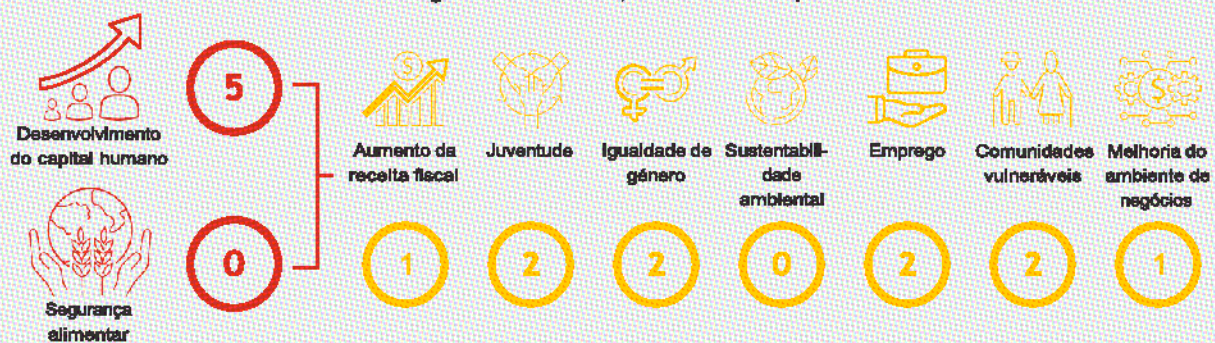 Desenvolvimento
do capital humano
5
Segurança
alimentar
0
Aumento da
receita fiscal
1
Juventude
2
Igualdade de
género
2
Sustentabili-
dade
ambiental
0
Emprego
2
Comunidades
vulneráveis
2
Melhoria do
ambiente de
negócios
1